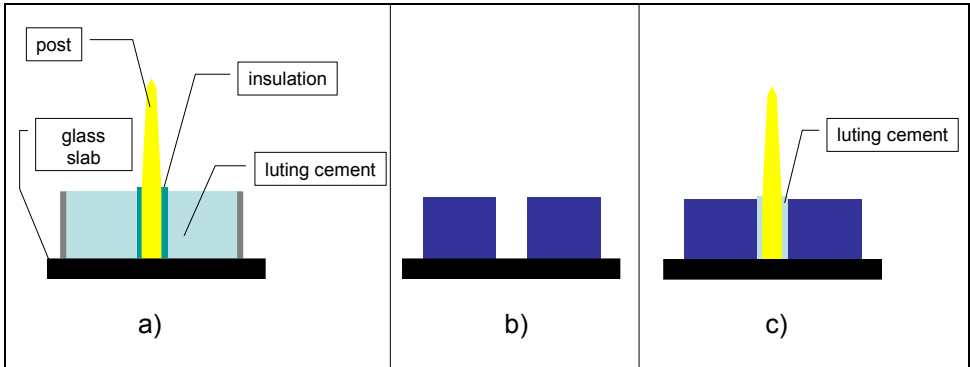 post
insulation
glass
slab
luting cement
luting cement
a)
b)
c)